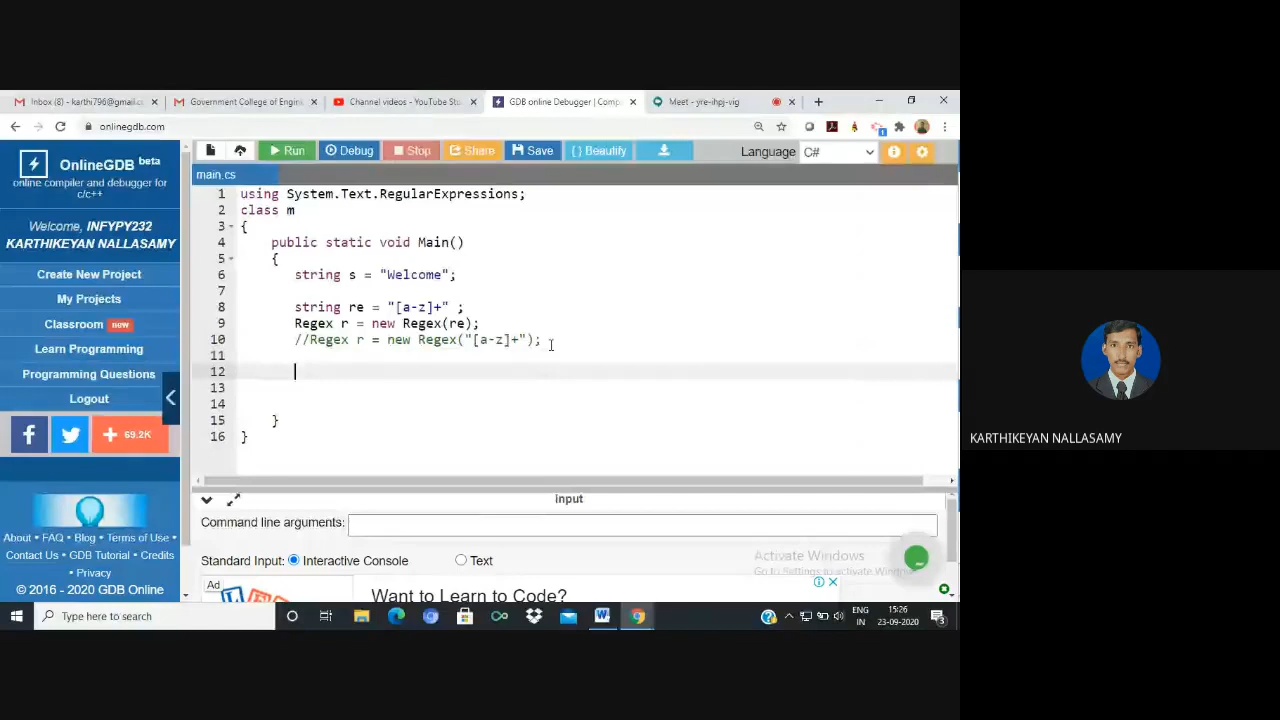 Inbox (8) - karthi796@gmail.c
Government College of Engin
Channel videos - YouTube Stu
GDB online Debugger | Comp
Meet - yre-ihpj-vig
onlinegdb.com
OnlineGDB beta
online compiler and debugger for
c/c++
Welcome, INFYPY232
KARTHIKEYAN NALLASAMY
Create New Project
My Projects
Classroom new
Learn Programming
Programming Questions
Logout
69.2K
About • FAQ • Blog • Terms of Use •
Contact Us • GDB Tutorial • Credits
• Privacy
© 2016 - 2020 GDB Online
Run
Debug
Stop
Share
Save
{ } Beautify
Language C#
main.cs
1 using System.Text.RegularExpressions;
2 class m
3 {
4 public static void Main()
5 {
6 string s = "Welcome";
7
8 string re = "[a-z]+" ;
9 Regex r = new Regex(re);
10 //Regex r = new Regex("[a-z]+");
11
12
13
14
15 }
16 }
input
Command line arguments:
Standard Input: Interactive Console Text
Activate Windows
Go to Settings to activate Windows
Ad
Want to Learn to Code?
Type here to search
ENG
IN
15:26
23-09-2020
3
KARTHIKEYAN NALLASAMY